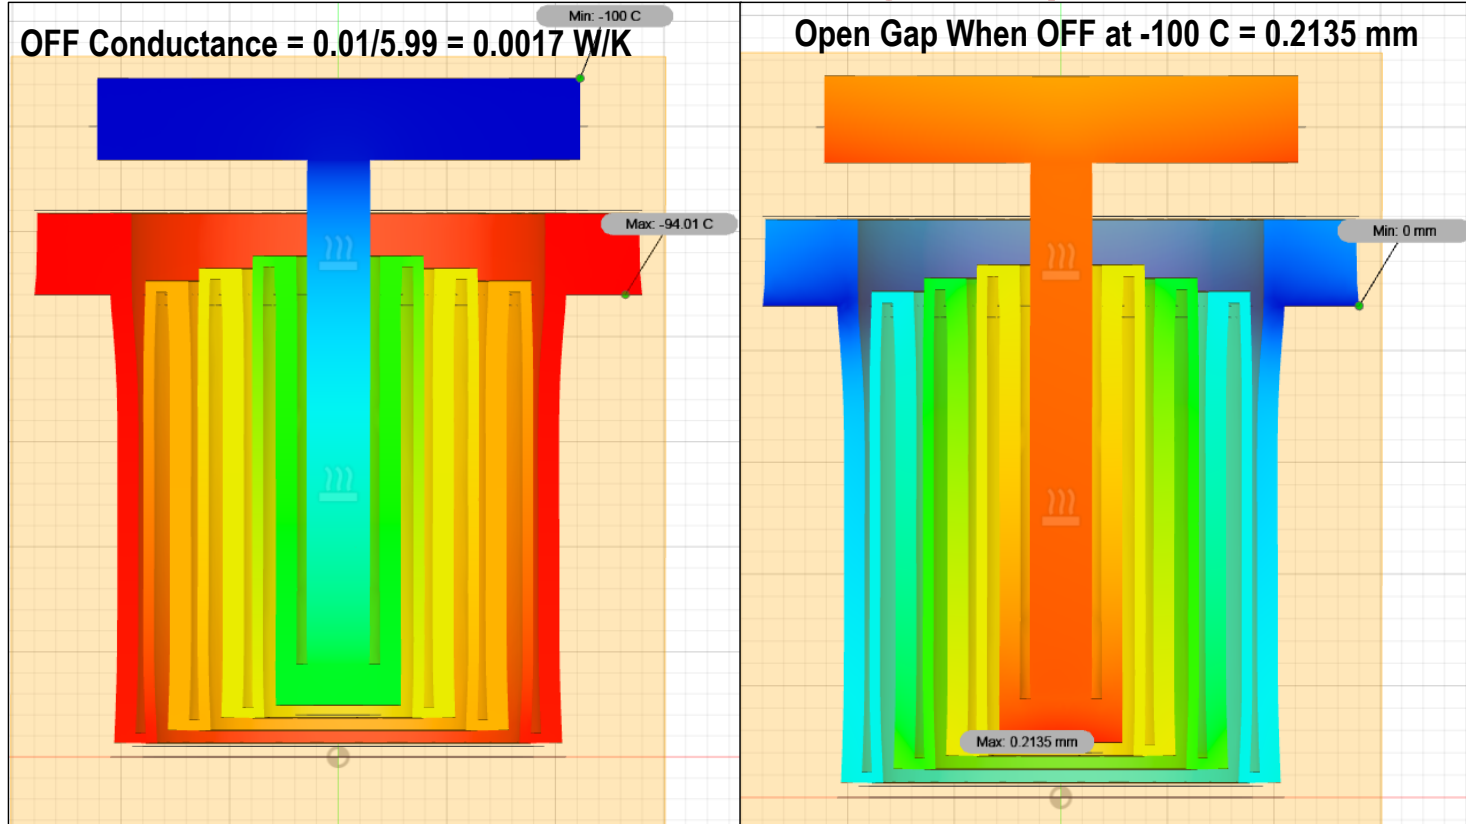 Min: -100 C
OFF Conductance = 0.01/5.99 = 0.0017 W/K
Max: -94.01 C
Open Gap When OFF at -100 C = 0.2135 mm
Min: 0 mm
Max: 0.2135 mm